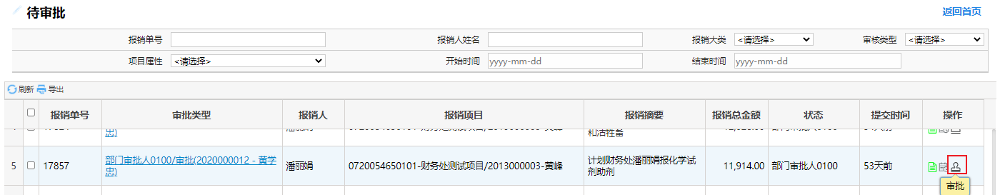 待审批
返回首页
报销单号 报销人姓名 报销大类 <请选择> 审核类型 <请选择>
项目属性 <请选择> 开始时间 yyyy-mm-dd 结束时间 yyyy-mm-dd
刷新 导出
报销单号 审批类型 报销人 报销项目 报销摘要 报销总金额 状态 提交时间 操作
忠) 和活牲畜
5 17857 部门审批人0100/审批(2020000012 - 黄学
忠) 潘丽娟 0720054650101-财务处测试项目/2013000003-黄峰 计划财务处潘丽娟报化学试
剂助剂 11,914.00 部门审批人0100 53天前
审批